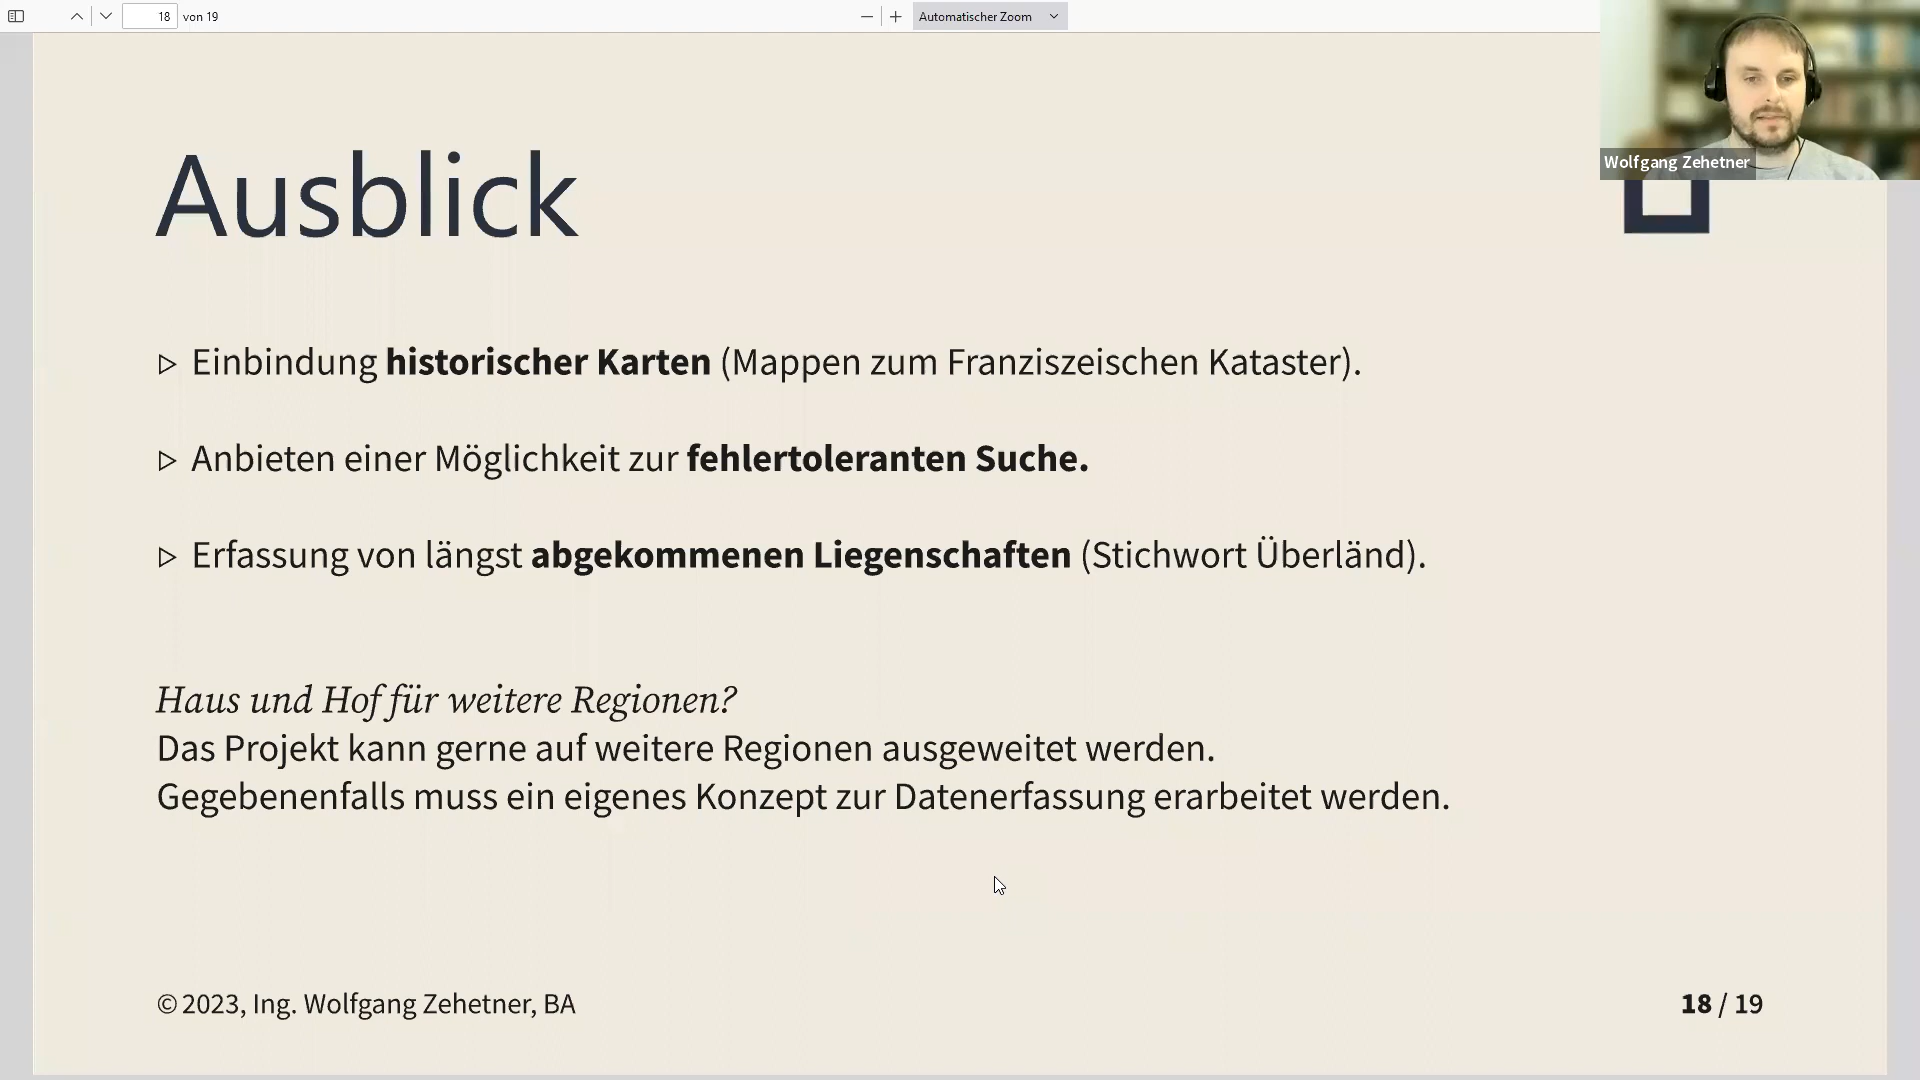 18 von 19
Automatischer Zoom
Wolfgang Zehetner
Ausblick
▷ Einbindung historischer Karten (Mappen zum Franziszeischen Kataster).
▷ Anbieten einer Möglichkeit zur fehlertoleranten Suche.
▷ Erfassung von längst abgekommenen Liegenschaften (Stichwort Überländ).
Haus und Hof für weitere Regionen?
Das Projekt kann gerne auf weitere Regionen ausgeweitet werden.
Gegebenenfalls muss ein eigenes Konzept zur Datenerfassung erarbeitet werden.
© 2023, Ing. Wolfgang Zehetner, BA
18 / 19